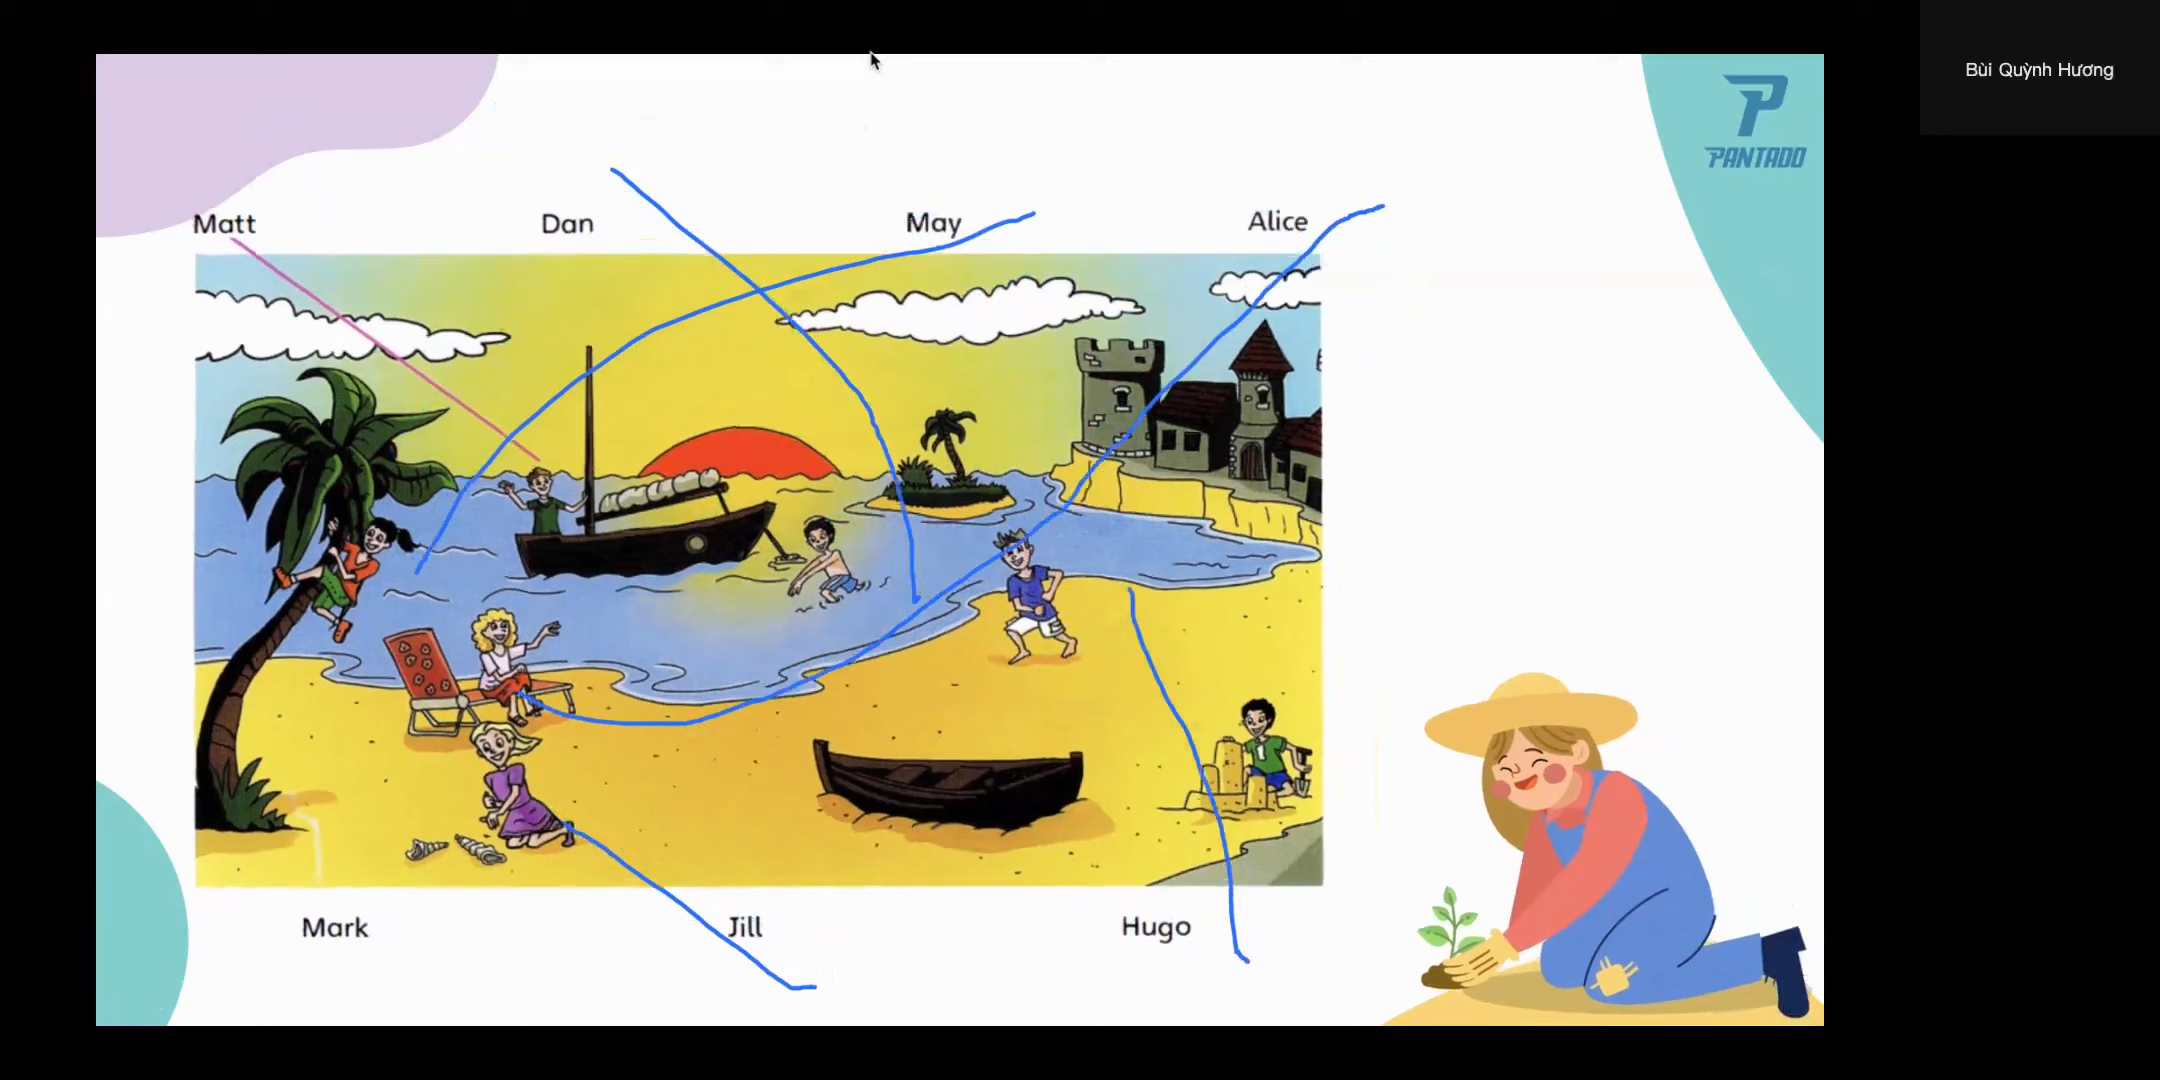 Bùi Quỳnh Hương
PANTADO
Matt
Dan
May
Alice
Mark
Jill
Hugo